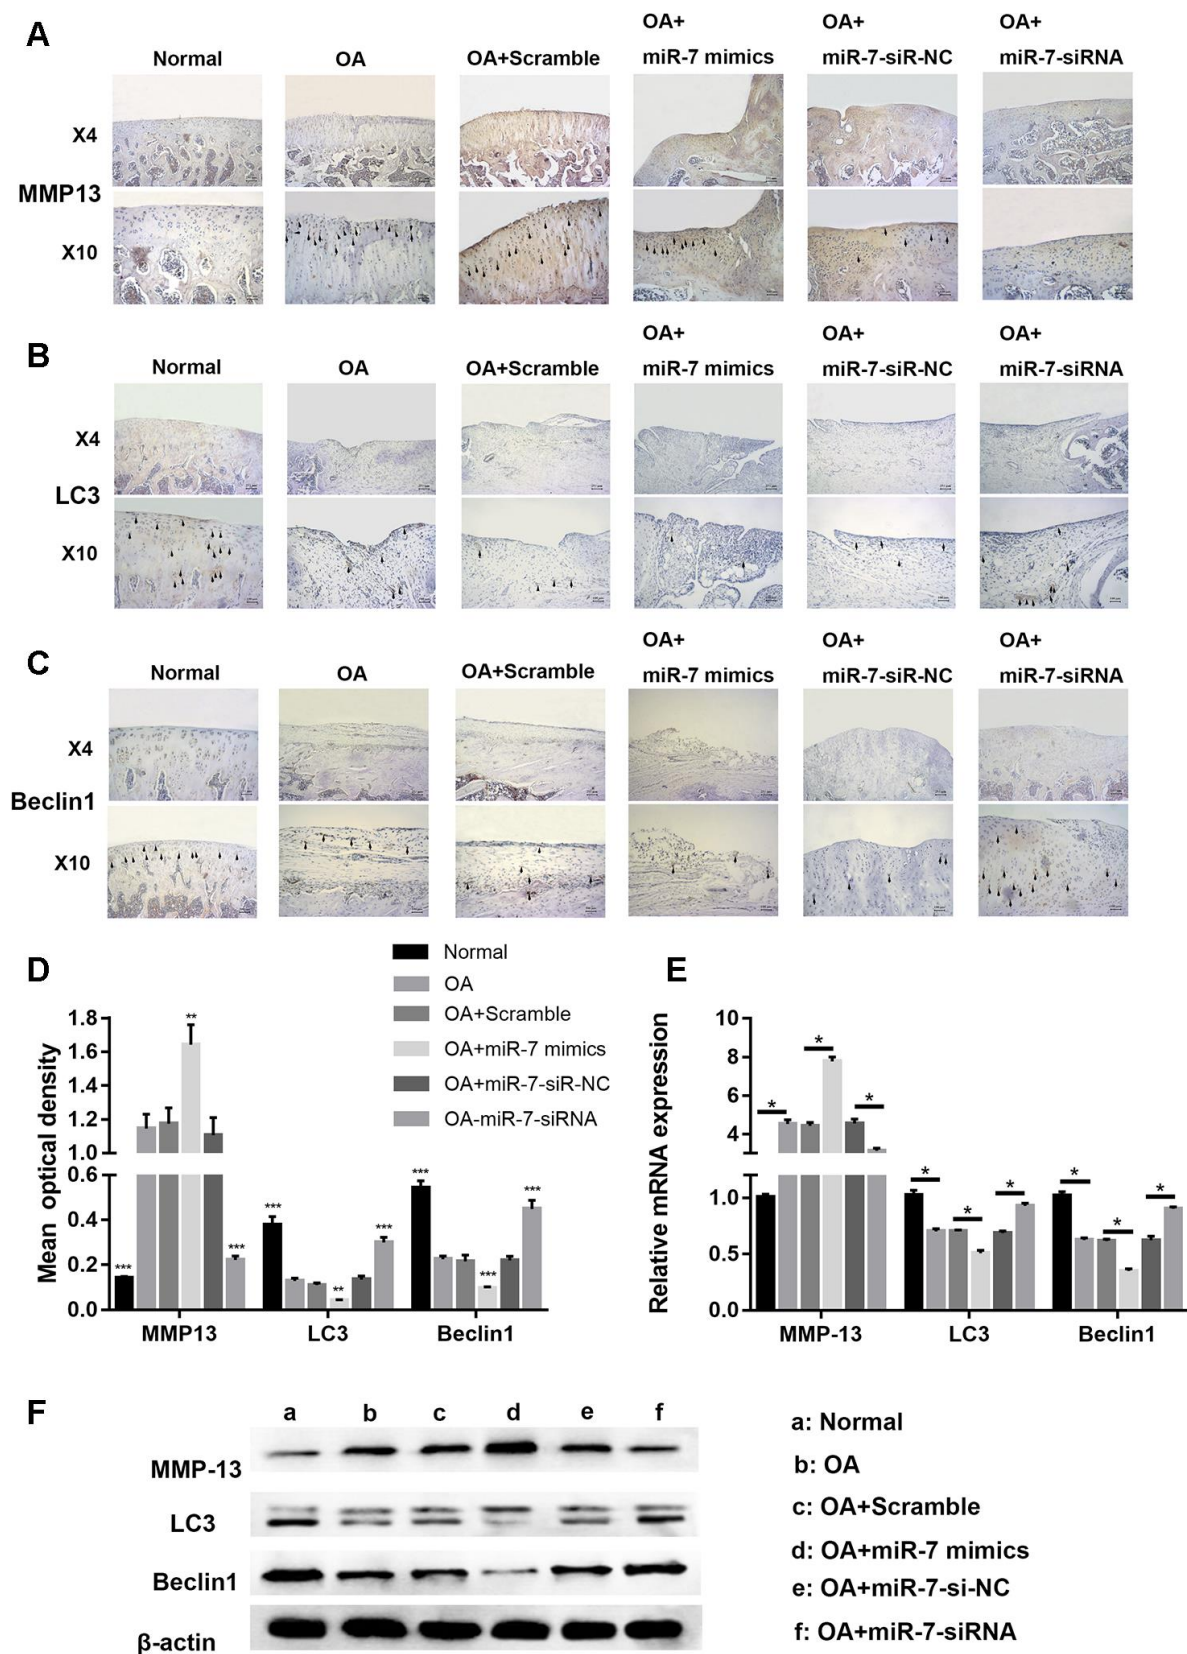 A
Normal
OA
OA+Scramble
OA+
miR-7 mimics
OA+
miR-7-siR-NC
OA+
miR-7-siRNA
X4
MMP13
X10
B
Normal
OA
OA+Scramble
OA+
miR-7 mimics
OA+
miR-7-siR-NC
OA+
miR-7-siRNA
X4
LC3
X10
C
Normal
OA
OA+Scramble
OA+
miR-7 mimics
OA+
miR-7-siR-NC
OA+
miR-7-siRNA
X4
Beclin1
X10
D
Normal
OA
OA+Scramble
OA+miR-7 mimics
OA+miR-7-siR-NC
OA-miR-7-siRNA
Mean optical density
1.8
1.6
1.4
1.2
1.0
0.6
0.4
0.2
0.0
***
**
***
***
**
***
***
***
***
MMP13
LC3
Beclin1
E
Relative mRNA expression
10
8
6
4
1.0
0.5
0.0
*
*
*
*
*
*
*
*
*
MMP-13
LC3
Beclin1
F
a b c d e f
MMP-13
LC3
Beclin1
β-actin
a: Normal
b: OA
c: OA+Scramble
d: OA+miR-7 mimics
e: OA+miR-7-si-NC
f: OA+miR-7-siRNA